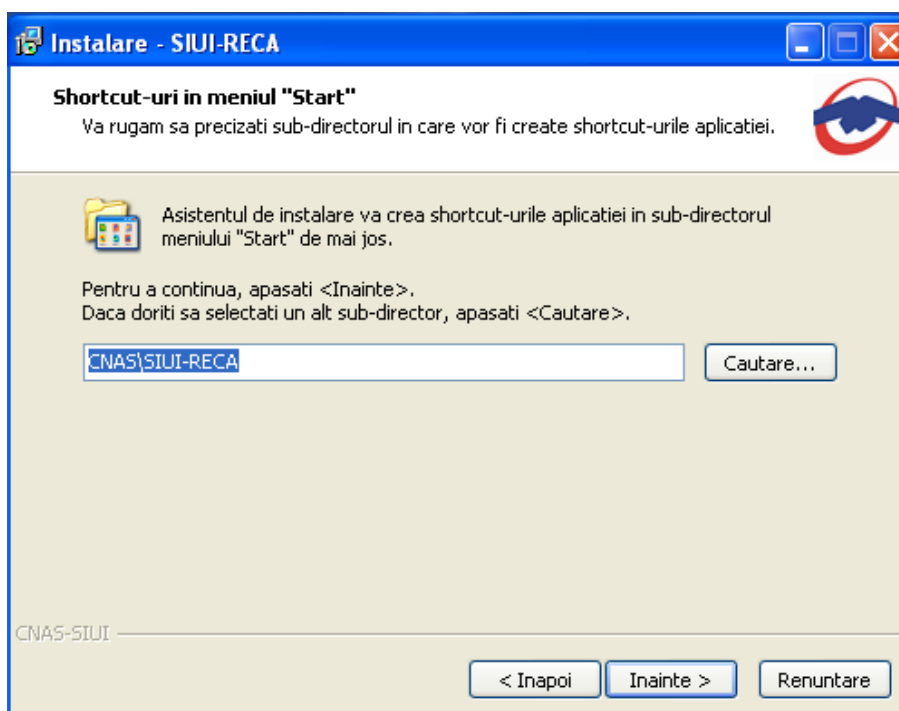 Instalare - SIUI-RECA
Shortcut-uri in meniul "Start"
Va rugam sa precizati sub-directorul in care vor fi create shortcut-urile aplicatiei.
Asistentul de instalare va crea shortcut-urile aplicatiei in sub-directorul
meniului "Start" de mai jos.
Pentru a continua, apasati <Inainte>.
Daca doriti sa selectati un alt sub-director, apasati <Cautare>.
CNAS\SIUI-RECA
Cautare...
CNAS-SIUI
< Inapoi
Inainte >
Renuntare